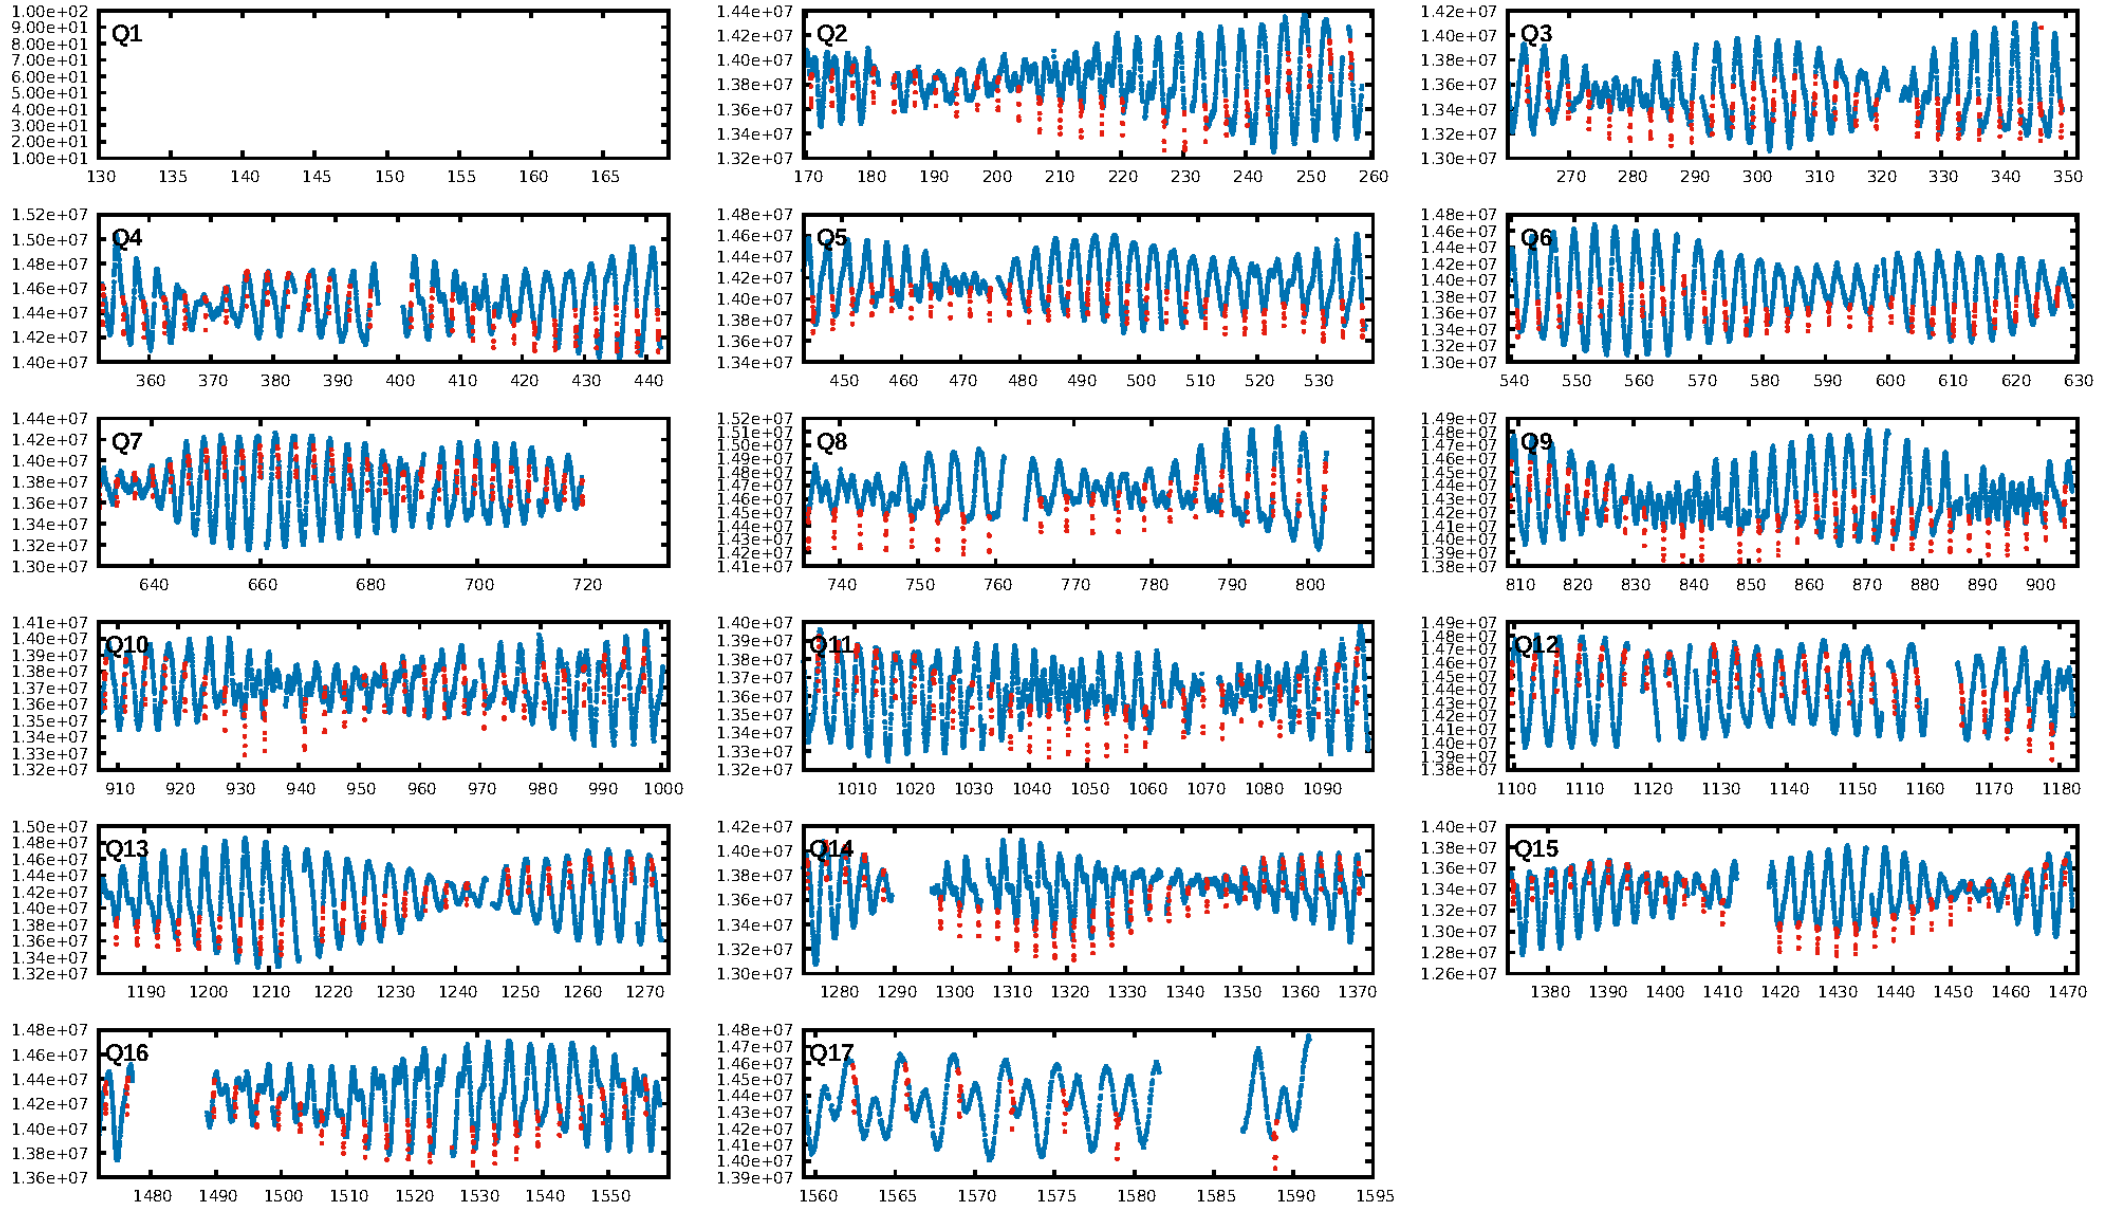 1.00e+02
9.00e+01
8.00e+01
7.00e+01
6.00e+01
5.00e+01
4.00e+01
3.00e+01
2.00e+01
1.00e+01
Q1
130 135 140 145 150 155 160 165
1.44e+07
1.42e+07
1.40e+07
1.38e+07
1.36e+07
1.34e+07
1.32e+07
Q2
170 180 190 200 210 220 230 240 250 260
1.42e+07
1.40e+07
1.38e+07
1.36e+07
1.34e+07
1.32e+07
1.30e+07
Q3
270 280 290 300 310 320 330 340 350
1.52e+07
1.50e+07
1.48e+07
1.46e+07
1.44e+07
1.42e+07
1.40e+07
Q4
360 370 380 390 400 410 420 430 440
1.48e+07
1.46e+07
1.44e+07
1.42e+07
1.40e+07
1.38e+07
1.36e+07
1.34e+07
Q5
450 460 470 480 490 500 510 520 530
1.48e+07
1.46e+07
1.44e+07
1.42e+07
1.40e+07
1.38e+07
1.36e+07
1.34e+07
1.32e+07
1.30e+07
Q6
540 550 560 570 580 590 600 610 620 630
1.44e+07
1.42e+07
1.40e+07
1.38e+07
1.36e+07
1.34e+07
1.32e+07
1.30e+07
Q7
640 660 680 700 720
1.52e+07
1.51e+07
1.50e+07
1.49e+07
1.48e+07
1.47e+07
1.46e+07
1.45e+07
1.44e+07
1.43e+07
1.42e+07
1.41e+07
Q8
740 750 760 770 780 790 800
1.49e+07
1.48e+07
1.47e+07
1.46e+07
1.45e+07
1.44e+07
1.43e+07
1.42e+07
1.41e+07
1.40e+07
1.39e+07
1.38e+07
Q9
810 820 830 840 850 860 870 880 890 900
1.41e+07
1.40e+07
1.39e+07
1.38e+07
1.37e+07
1.36e+07
1.35e+07
1.34e+07
1.33e+07
1.32e+07
Q10
910 920 930 940 950 960 970 980 990 1000
1.40e+07
1.39e+07
1.38e+07
1.37e+07
1.36e+07
1.35e+07
1.34e+07
1.33e+07
1.32e+07
Q11
1010 1020 1030 1040 1050 1060 1070 1080 1090
1.49e+07
1.48e+07
1.47e+07
1.46e+07
1.45e+07
1.44e+07
1.43e+07
1.42e+07
1.41e+07
1.40e+07
1.39e+07
1.38e+07
Q12
1100 1110 1120 1130 1140 1150 1160 1170 1180
1.50e+07
1.48e+07
1.46e+07
1.44e+07
1.42e+07
1.40e+07
1.38e+07
1.36e+07
1.34e+07
1.32e+07
Q13
1190 1200 1210 1220 1230 1240 1250 1260 1270
1.42e+07
1.40e+07
1.38e+07
1.36e+07
1.34e+07
1.32e+07
1.30e+07
Q14
1280 1290 1300 1310 1320 1330 1340 1350 1360 1370
1.40e+07
1.38e+07
1.36e+07
1.34e+07
1.32e+07
1.30e+07
1.28e+07
1.26e+07
Q15
1380 1390 1400 1410 1420 1430 1440 1450 1460 1470
1.48e+07
1.46e+07
1.44e+07
1.42e+07
1.40e+07
1.38e+07
1.36e+07
Q16
1480 1490 1500 1510 1520 1530 1540 1550
1.48e+07
1.47e+07
1.46e+07
1.45e+07
1.44e+07
1.43e+07
1.42e+07
1.41e+07
1.40e+07
1.39e+07
Q17
1560 1565 1570 1575 1580 1585 1590 1595